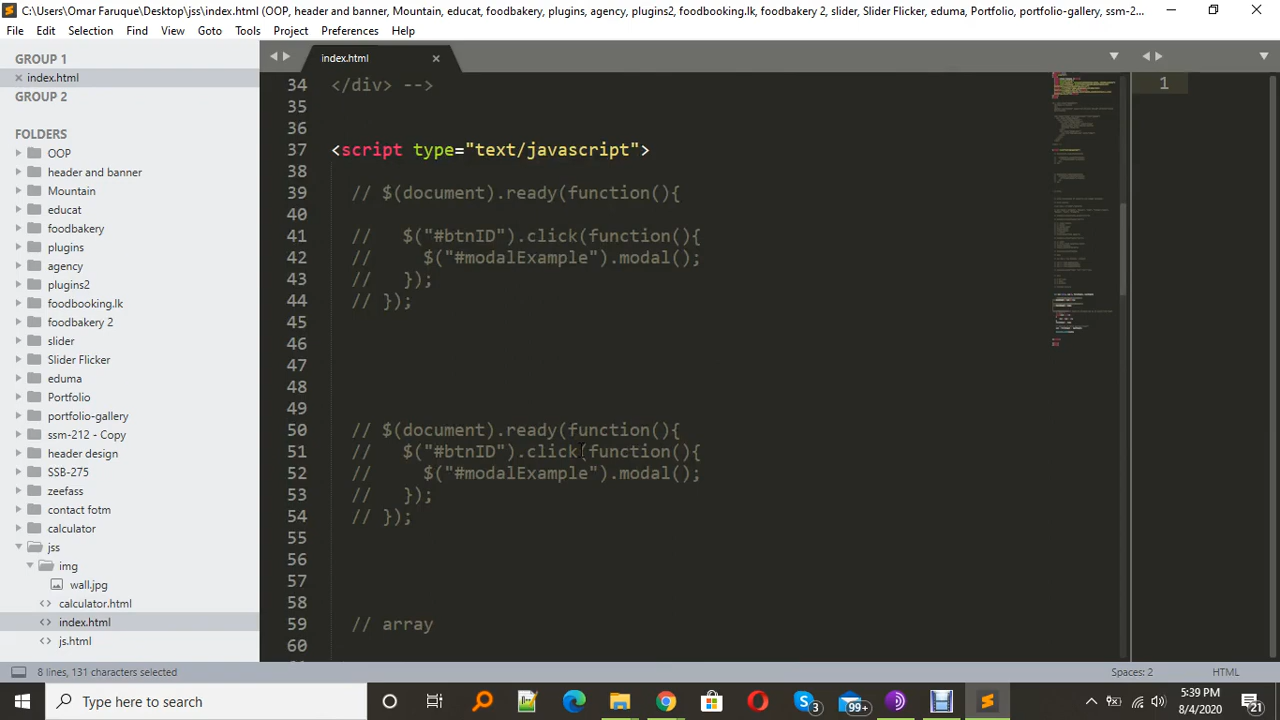 C:\Users\Omar Faruque\Desktop\jss\index.html (OOP, header and banner, Mountain, educat, foodbakery, plugins, agency, plugins2, foodbooking.lk, foodbakery 2, slider, Slider Flicker, eduma, Portfolio, portfolio-gallery, ssm-2...
File Edit Selection Find View Goto Tools Project Preferences Help
GROUP 1
index.html
GROUP 2
FOLDERS
OOP
header and banner
Mountain
educat
foodbakery
plugins
agency
plugins2
foodbooking.lk
foodbakery 2
slider
Slider Flicker
eduma
Portfolio
portfolio-gallery
ssm-212 - Copy
header design
SSB-275
zeefass
contact fotm
calculator
jss
img
wall.jpg
calculator.html
index.html
js.html
index.html
34 </div> -->
35
36
37 <script type="text/javascript">
38
39 // $(document).ready(function(){
40
41 $("#btnID").click(function(){
42 $("#modalExample").modal();
43 });
44 });
45
46
47
48
49
50 // $(document).ready(function(){
51 // $("#btnID").click(function(){
52 // $("#modalExample").modal();
53 // });
54 // });
55
56
57
58
59 // array
60
1
8 lines, 131 characters selected
Spaces: 2
HTML
Type here to search
3
99+
5:39 PM
8/4/2020
21